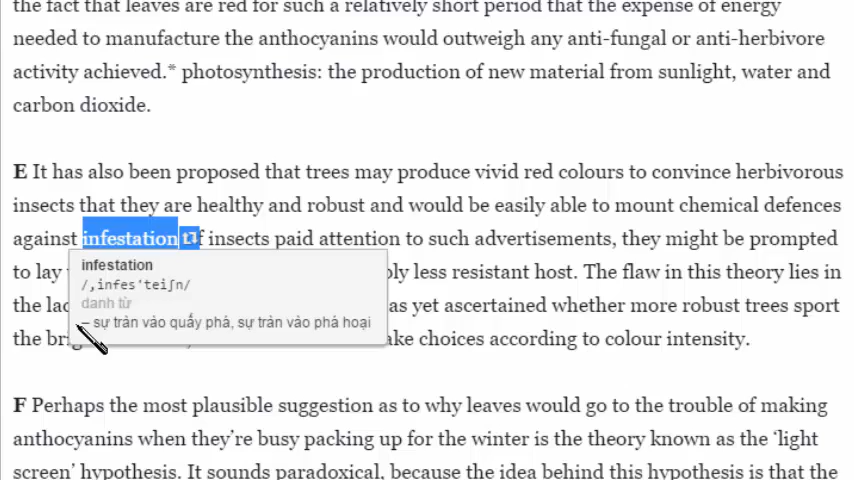 the fact that leaves are red for such a relatively short period that the expense of energy
needed to manufacture the anthocyanins would outweigh any anti-fungal or anti-herbivore
activity achieved.* photosynthesis: the production of new material from sunlight, water and
carbon dioxide.
E It has also been proposed that trees may produce vivid red colours to convince herbivorous
insects that they are healthy and robust and would be easily able to mount chemical defences
against infestation insects paid attention to such advertisements, they might be prompted
to lay less resistant host. The flaw in this theory lies in
the as yet ascertained whether more robust trees sport
the choices according to colour intensity.
infestation
/,infes'teiʃn/
danh từ
– sự tràn vào quấy phá, sự tràn vào phá hoại
F Perhaps the most plausible suggestion as to why leaves would go to the trouble of making
anthocyanins when they’re busy packing up for the winter is the theory known as the ‘light
screen’ hypothesis. It sounds paradoxical, because the idea behind this hypothesis is that the